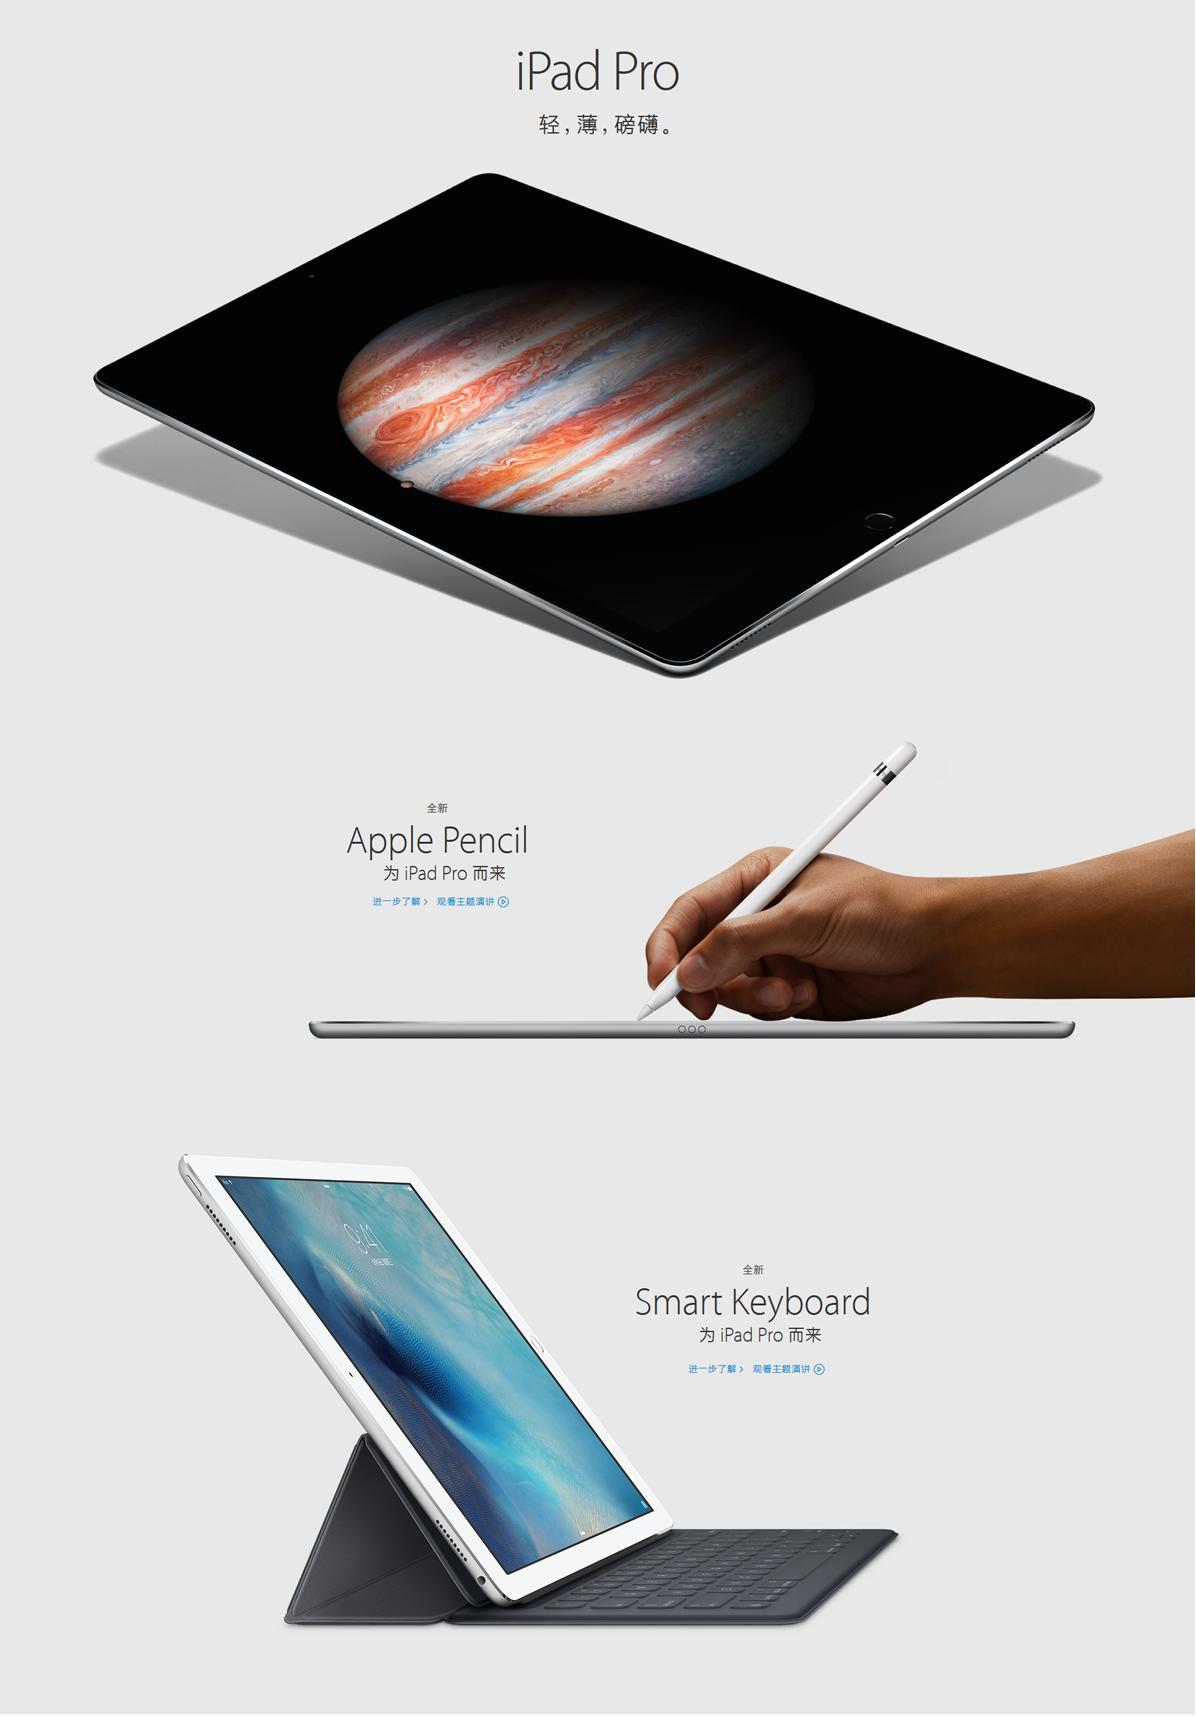 iPad Pro
轻，薄，磅礴。
全新
Apple Pencil
为 iPad Pro 而来
进一步了解 > 观看主题演讲
9:41
全新
Smart Keyboard
为 iPad Pro 而来
进一步了解 > 观看主题演讲